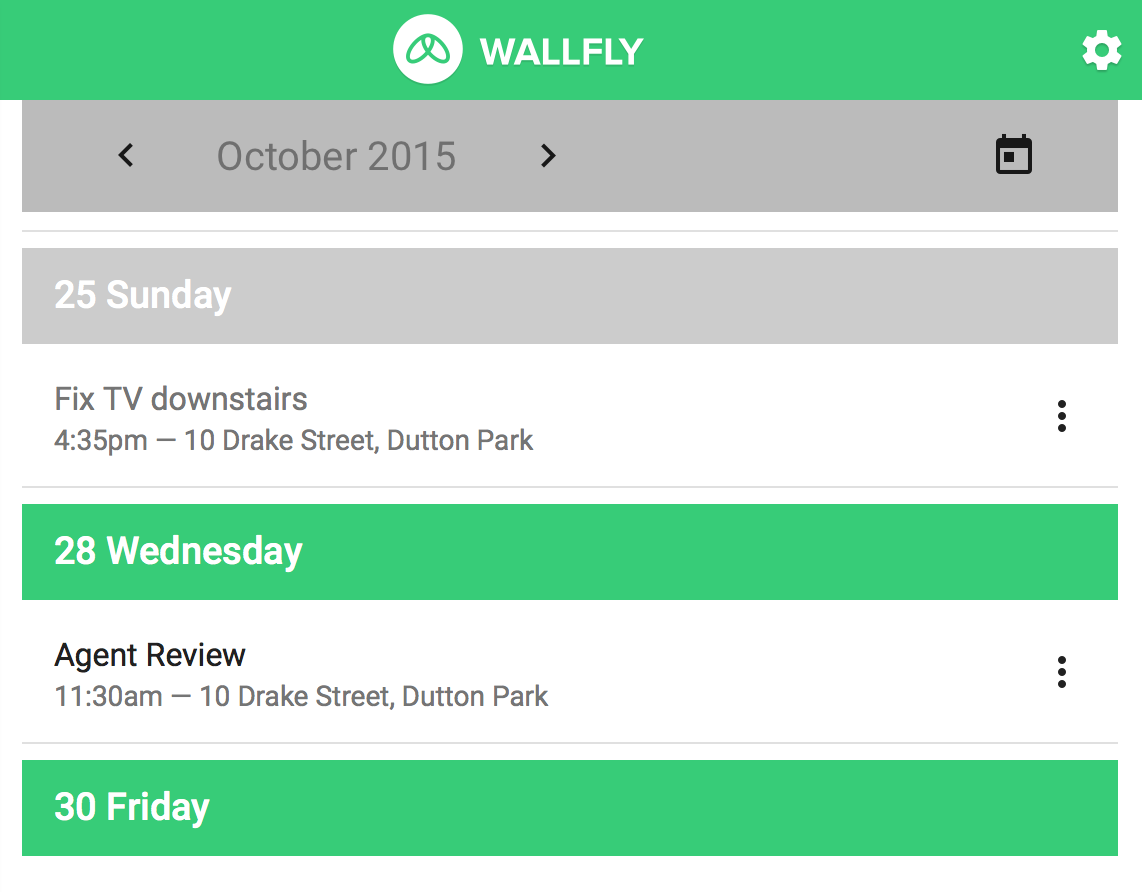 WALLFLY
October 2015
25 Sunday
Fix TV downstairs
4:35pm — 10 Drake Street, Dutton Park
28 Wednesday
Agent Review
11:30am — 10 Drake Street, Dutton Park
30 Friday